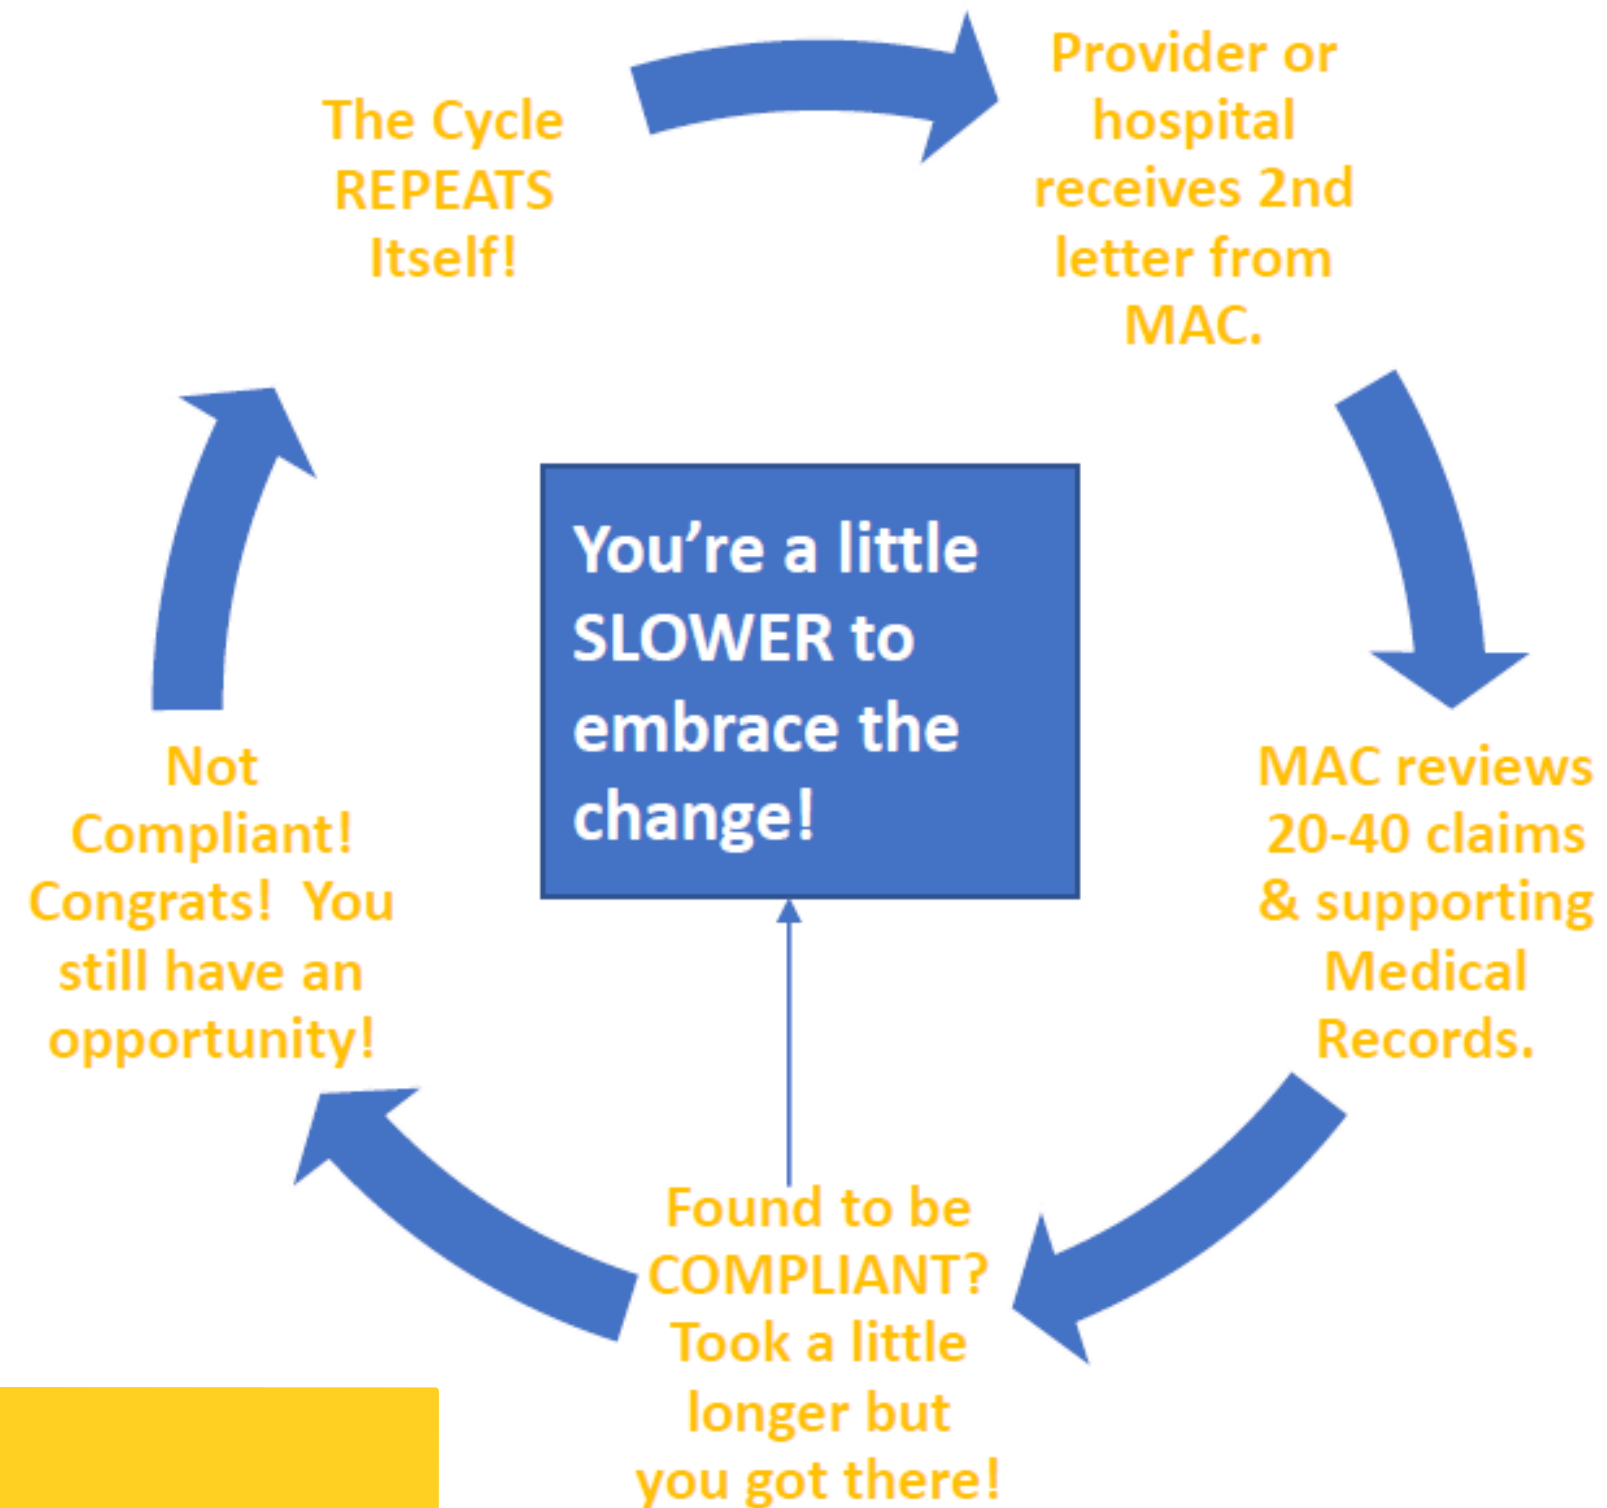 The Cycle
REPEATS
Itself!
Provider or
hospital
receives 2nd
letter from
MAC.
MAC reviews
20-40 claims
& supporting
Medical
Records.
Found to be
COMPLIANT?
Took a little
longer but
you got there!
Not
Compliant!
Congrats!  You
still have an
opportunity!
You’re a little
SLOWER to
embrace the
change!